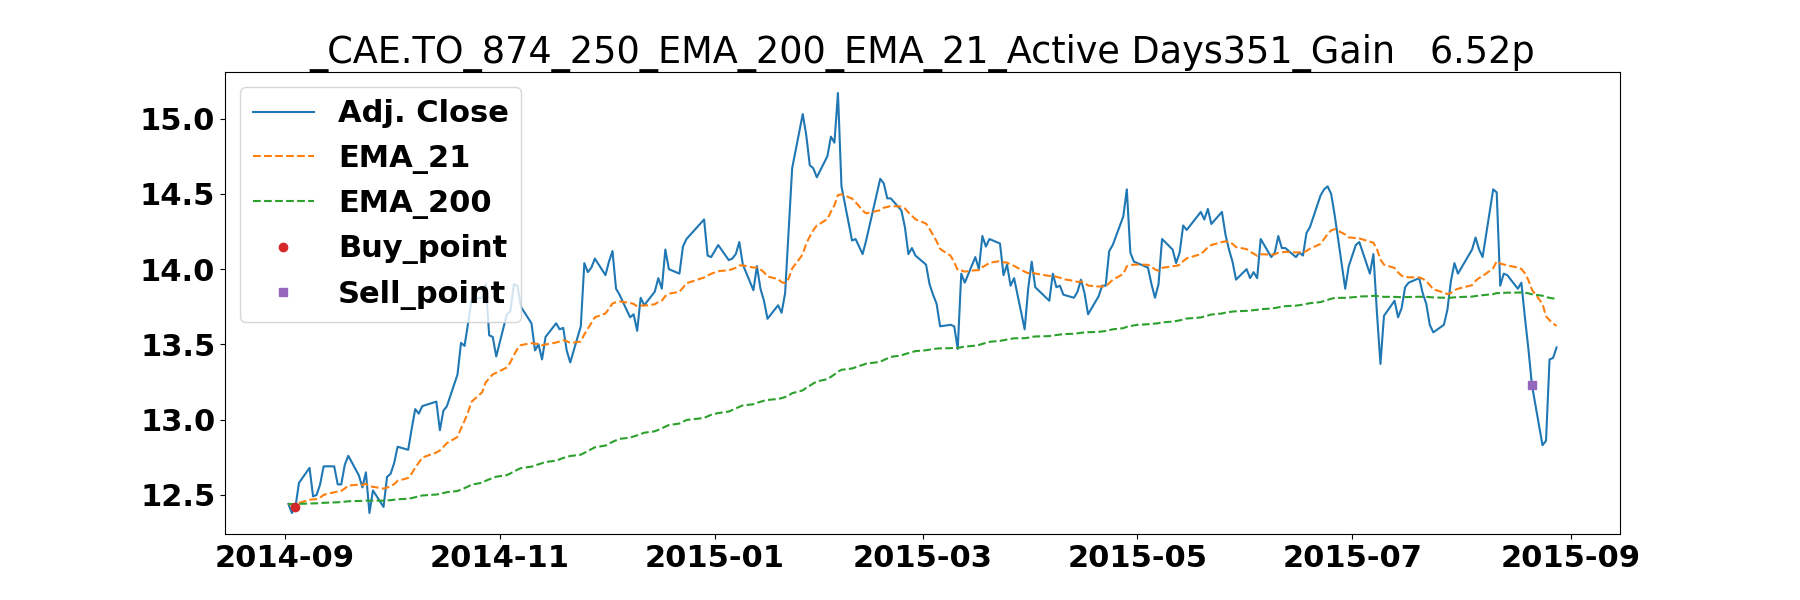 _CAE.TO_874_250_EMA_200_EMA_21_Active Days351_Gain   6.52p
Adj. Close
EMA_21
EMA_200
Buy_point
Sell_point
15.0
14.5
14.0
13.5
13.0
12.5
2014-09 2014-11 2015-01 2015-03 2015-05 2015-07 2015-09